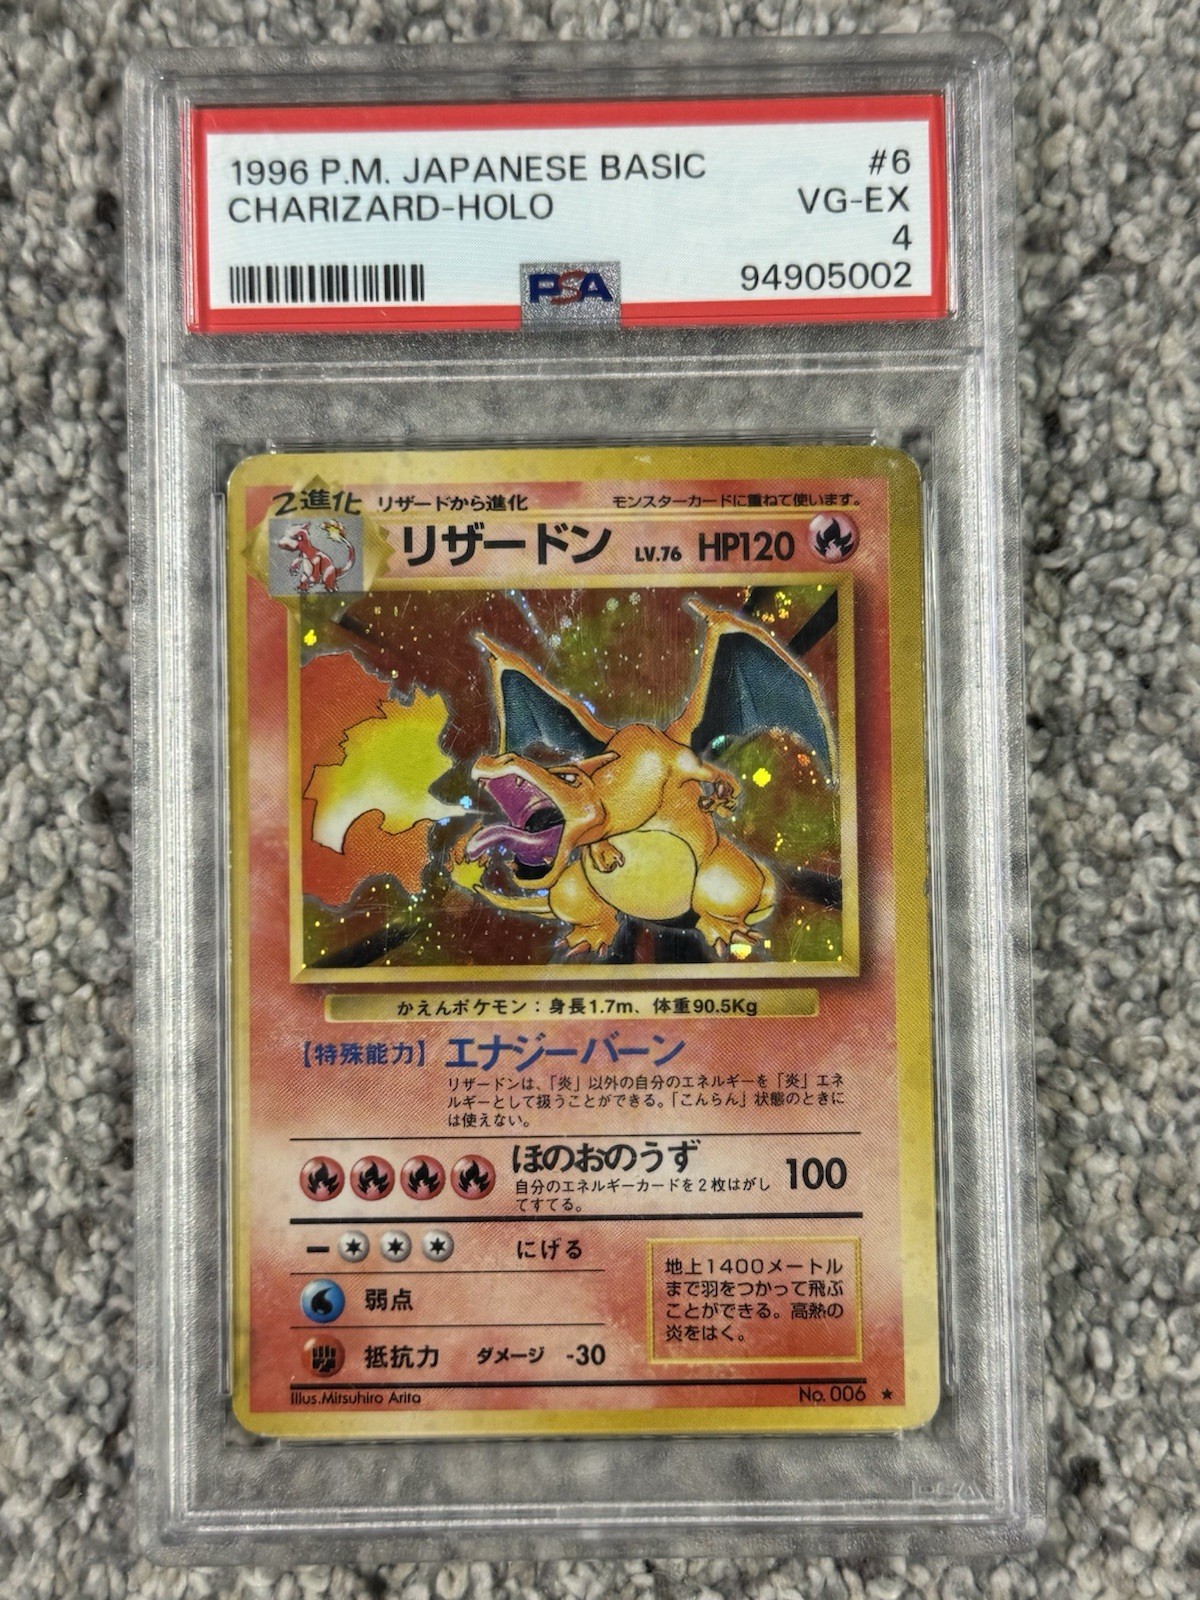 1996 P.M. JAPANESE BASIC #6
CHARIZARD-HOLO VG-EX
4
PSA 94905002
2進化 リザードから進化 モンスターカードに重ねて使います。
リザードン LV.76 HP120
かえんポケモン：身長1.7m、体重90.5Kg
【特殊能力】 エナジーバーン
リザードンは、「炎」以外の自分のエネルギーを「炎」エネ
ルギーとして扱うことができる。「こんらん」状態のときに
は使えない。
ほのおのうず 100
自分のエネルギーカードを２枚はがし
てすてる。
にげる
弱点
抵抗力 ダメージ -30
地上1400メートル
まで羽をつかって飛ぶ
ことができる。高熱の
炎をはく。
Illus.Mitsuhiro Arita No. 006 ★
PSA